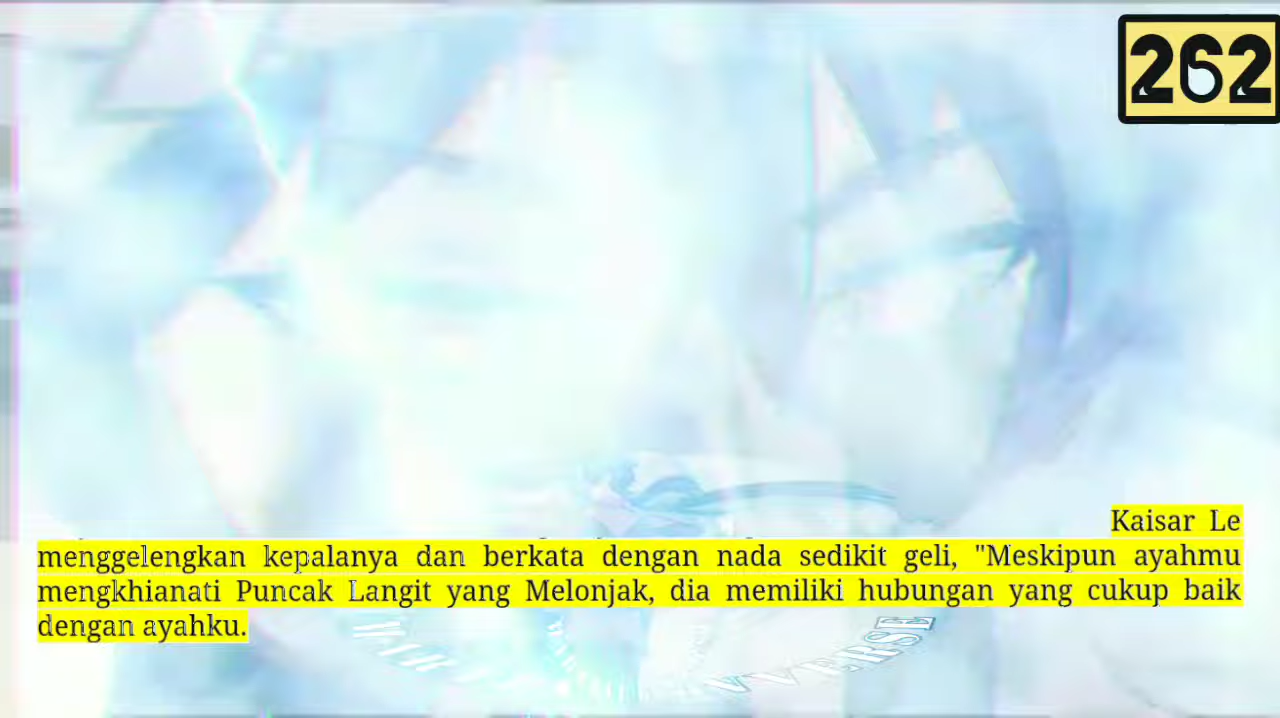 262
Kaisar Le
menggelengkan kepalanya dan berkata dengan nada sedikit geli, "Meskipun ayahmu
mengkhianati Puncak Langit yang Melonjak, dia memiliki hubungan yang cukup baik
dengan ayahku.